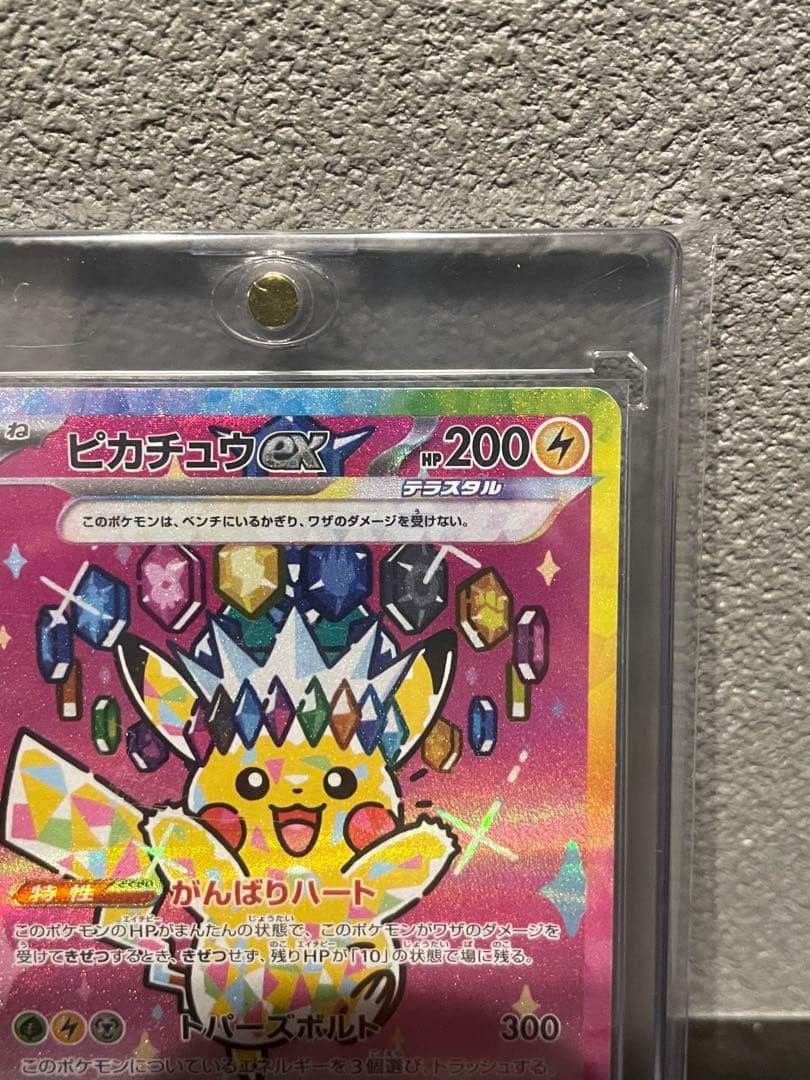 ね
ピカチュウex HP200
テラスタル
このポケモンは、ベンチにいるかぎり、ワザのダメージを受けない。
特性 がんばりハート
このポケモンのHPがまんたんの状態で、このポケモンがワザのダメージを
受けてきぜつするとき、きぜつせず、残りHPが「10」の状態で場に残る。
トパーズボルト 300
このポケモンについているエネルギーを3個選び、トラッシュする。